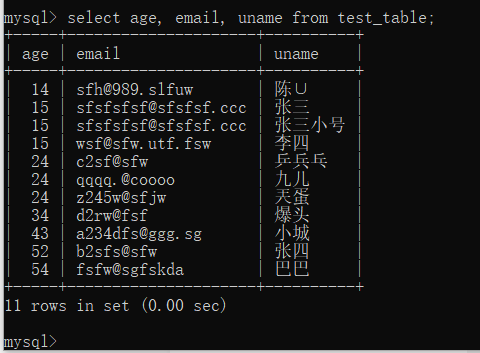 mysql> select age, email, uname from test_table;
+-----+--------------------+----------+
| age | email              | uname    |
+-----+--------------------+----------+
| 14 | sfh@989.slfuw | 陈∪ |
| 15 | sfsfsfsf@sfsfsf.ccc | 张三 |
| 15 | sfsfsfsf@sfsfsf.ccc | 张三小号 |
| 15 | wsf@sfw.utf.fsw | 李四 |
| 24 | c2sf@sfw | 乒兵乓 |
| 24 | qqqq.@coooo | 九儿 |
| 24 | z245w@sfjw | 天蛋 |
| 34 | d2rw@fsf | 爆头 |
| 43 | a234dfs@ggg.sg | 小城 |
| 52 | b2sfs@sfw | 张四 |
| 54 | fsfw@sgfskda | 巴巴 |
+-----+--------------------+----------+
11 rows in set (0.00 sec)
mysql>